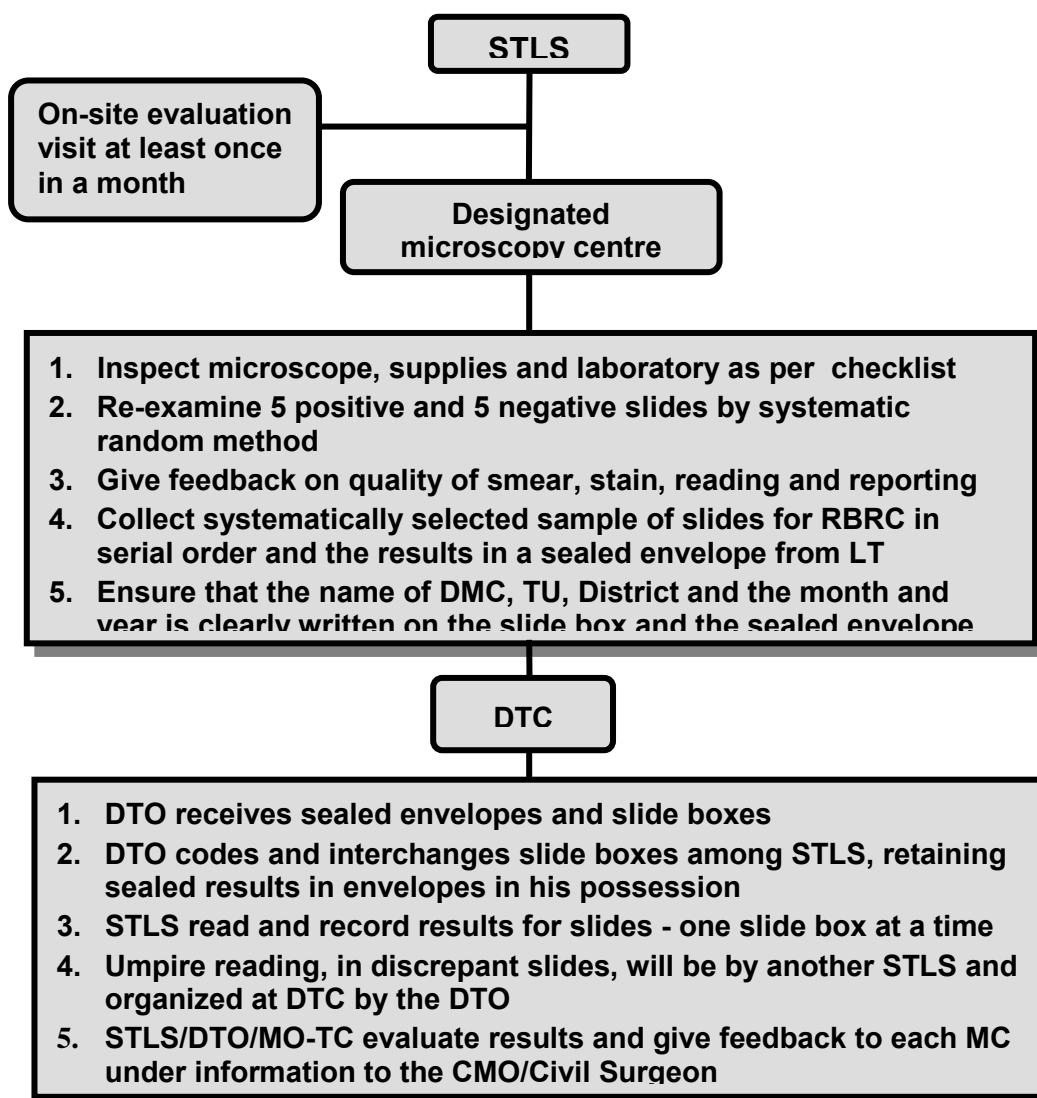 STLS
On-site evaluation
visit at least once
in a month
Designated
microscopy centre
1. Inspect microscope, supplies and laboratory as per checklist
2. Re-examine 5 positive and 5 negative slides by systematic
random method
3. Give feedback on quality of smear, stain, reading and reporting
4. Collect systematically selected sample of slides for RBRC in
serial order and the results in a sealed envelope from LT
5. Ensure that the name of DMC, TU, District and the month and
year is clearly written on the slide box and the sealed envelope
DTC
1. DTO receives sealed envelopes and slide boxes
2. DTO codes and interchanges slide boxes among STLS, retaining
sealed results in envelopes in his possession
3. STLS read and record results for slides - one slide box at a time
4. Umpire reading, in discrepant slides, will be by another STLS and
organized at DTC by the DTO
5. STLS/DTO/MO-TC evaluate results and give feedback to each MC
under information to the CMO/Civil Surgeon